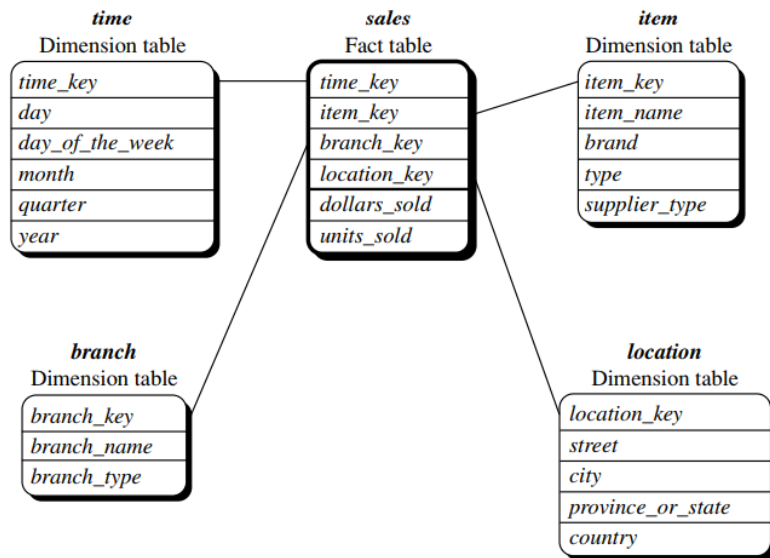 time
Dimension table
time_key
day
day_of_the_week
month
quarter
year
sales
Fact table
time_key
item_key
branch_key
location_key
dollars_sold
units_sold
item
Dimension table
item_key
item_name
brand
type
supplier_type
branch
Dimension table
branch_key
branch_name
branch_type
location
Dimension table
location_key
street
city
province_or_state
country